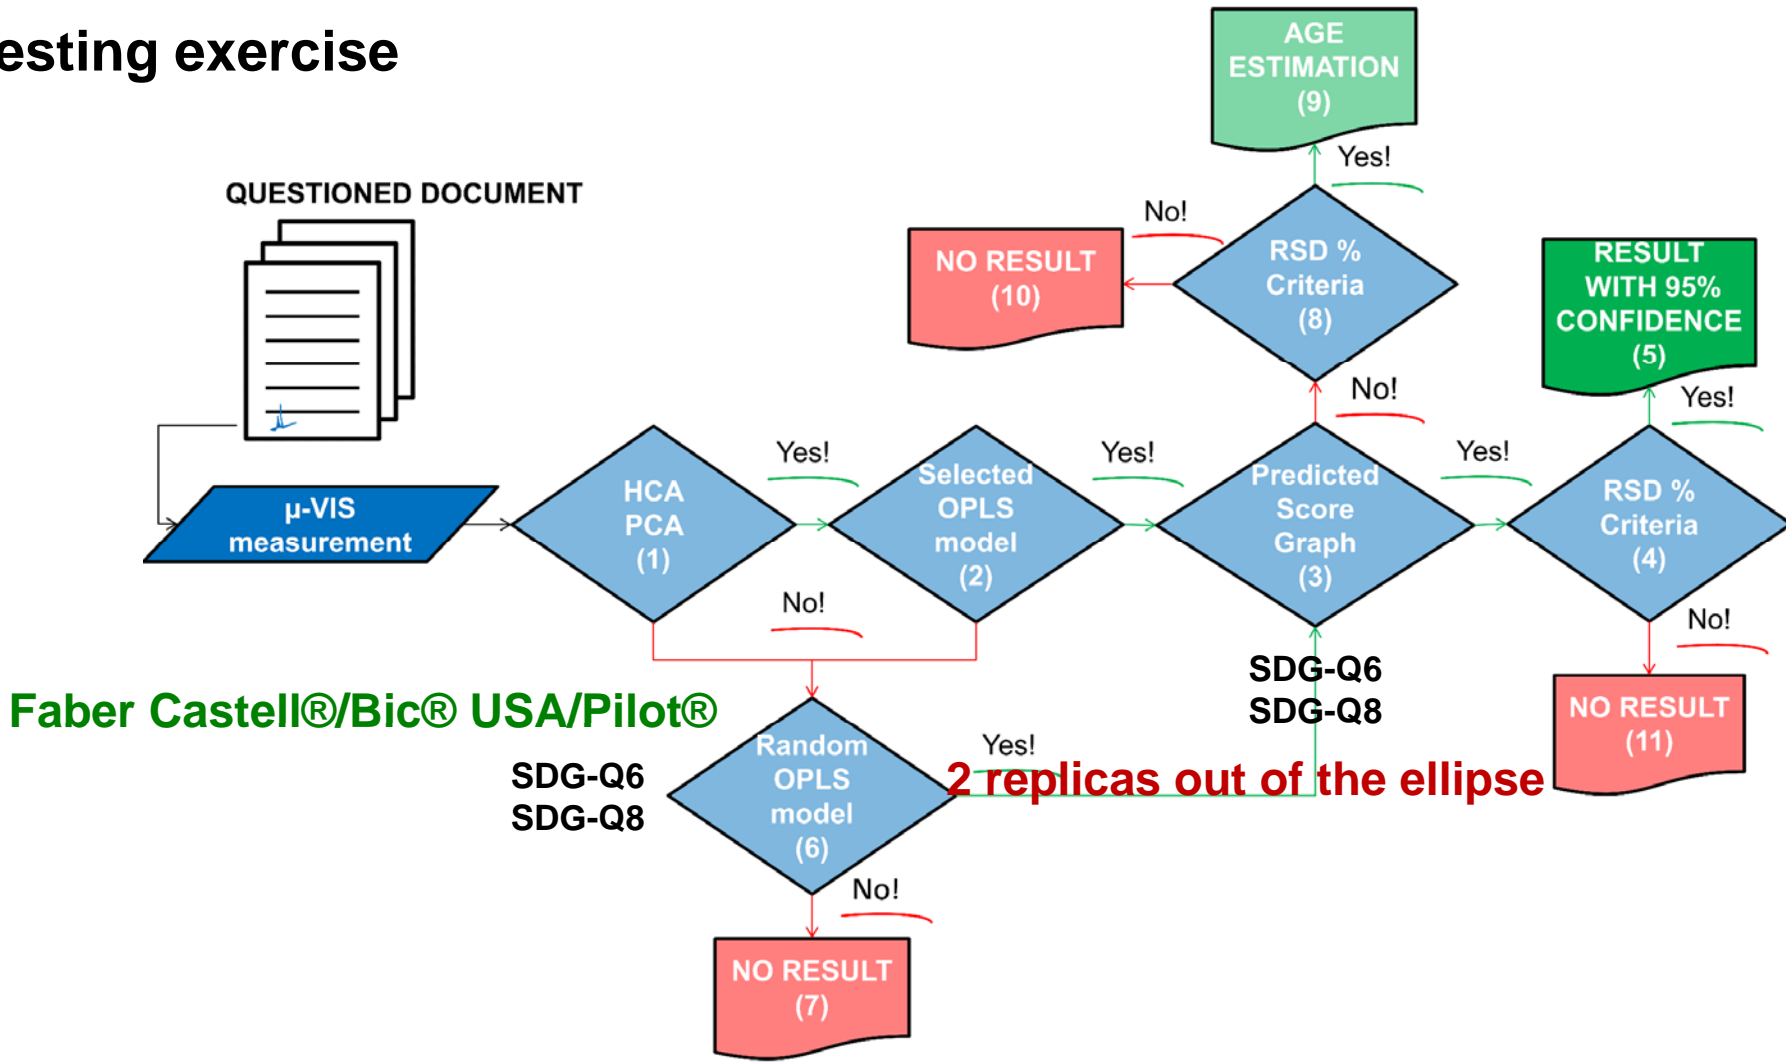 esting exercise
AGE
ESTIMATION
(9)
Yes!
QUESTIONED DOCUMENT
No!
NO RESULT
(10)
RSD %
Criteria
(8)
RESULT
WITH 95%
CONFIDENCE
(5)
No!
Yes!
µ-VIS
measurement
HCA
PCA
(1)
Yes!
Selected
OPLS
model
(2)
Yes!
Predicted
Score
Graph
(3)
Yes!
RSD %
Criteria
(4)
No!
No!
SDG-Q6
SDG-Q8
Faber Castell®/Bic® USA/Pilot®
NO RESULT
(11)
SDG-Q6
SDG-Q8
Random
OPLS
model
(6)
Yes!
2 replicas out of the ellipse
No!
NO RESULT
(7)